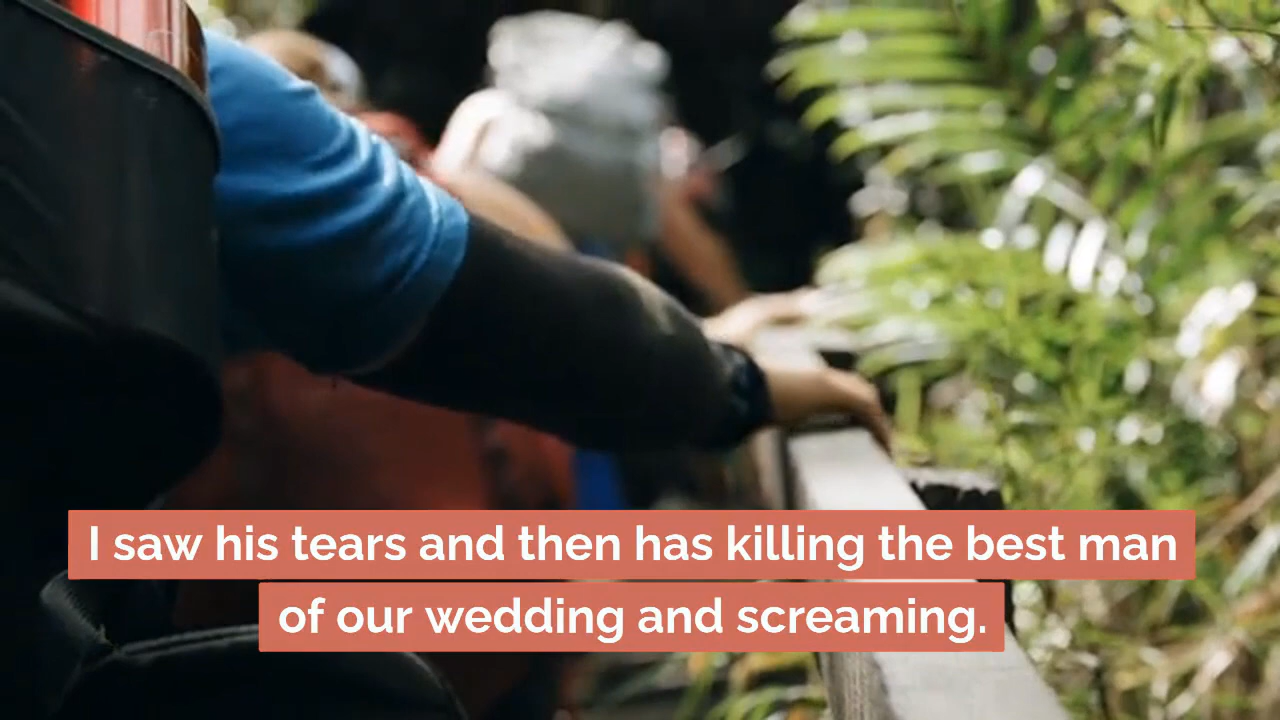 I saw his tears and then has killing the best man
of our wedding and screaming.